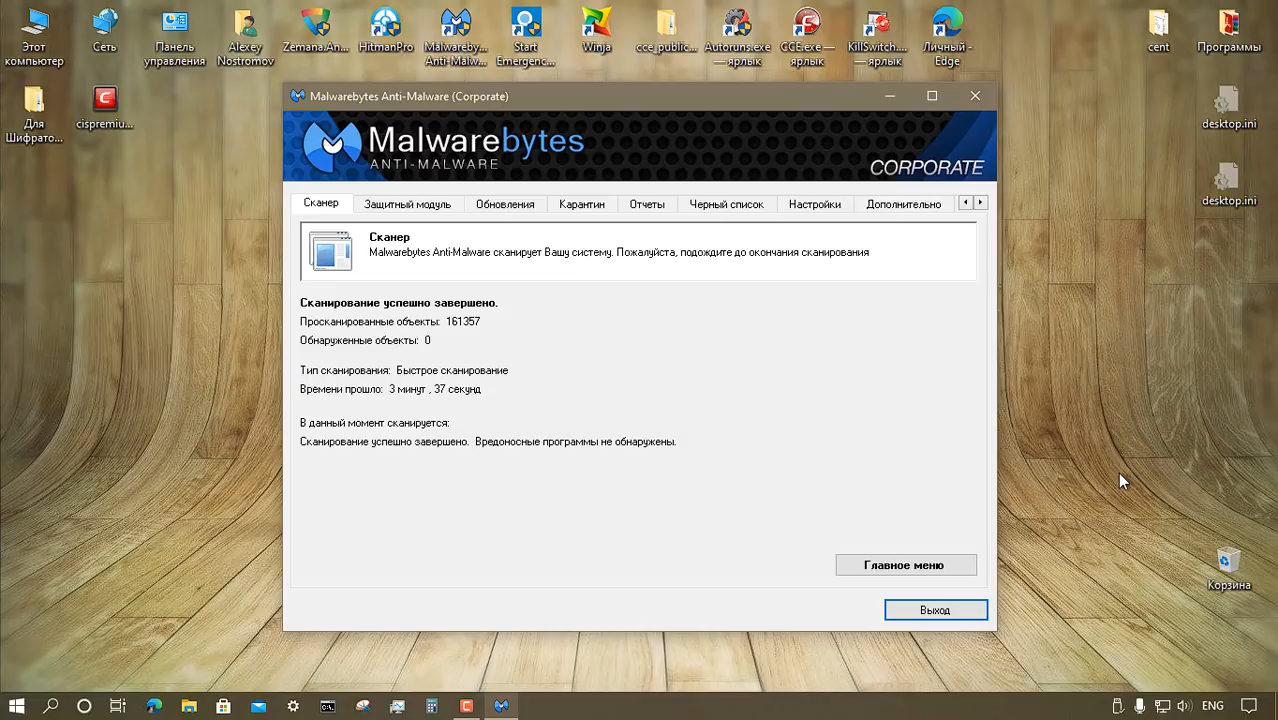 Этот
компьютер
Сеть
Панель
управления
Alexey
Nostromov
Zemana.An...
HitmanPro
Malwareby...
Anti-Malw...
Start
Emergenc...
Winja
cce_public...
Autoruns.exe
— ярлык
CCE.exe —
ярлык
KillSwitch....
— ярлык
Личный -
Edge
cent
Программы
Для
Шифрато...
cispremiu...
desktop.ini
desktop.ini
Корзина
Malwarebytes Anti-Malware (Corporate)
Malwarebytes
ANTI-MALWARE
CORPORATE
Сканер
Защитный модуль
Обновления
Карантин
Отчеты
Черный список
Настройки
Дополнительно
Сканер
Malwarebytes Anti-Malware сканирует Вашу систему. Пожалуйста, подождите до окончания сканирования
Сканирование успешно завершено.
Просканированные объекты: 161357
Обнаруженные объекты: 0
Тип сканирования: Быстрое сканирование
Времени прошло: 3 минут , 37 секунд
В данный момент сканируется:
Сканирование успешно завершено. Вредоносные программы не обнаружены.
Главное меню
Выход
ENG